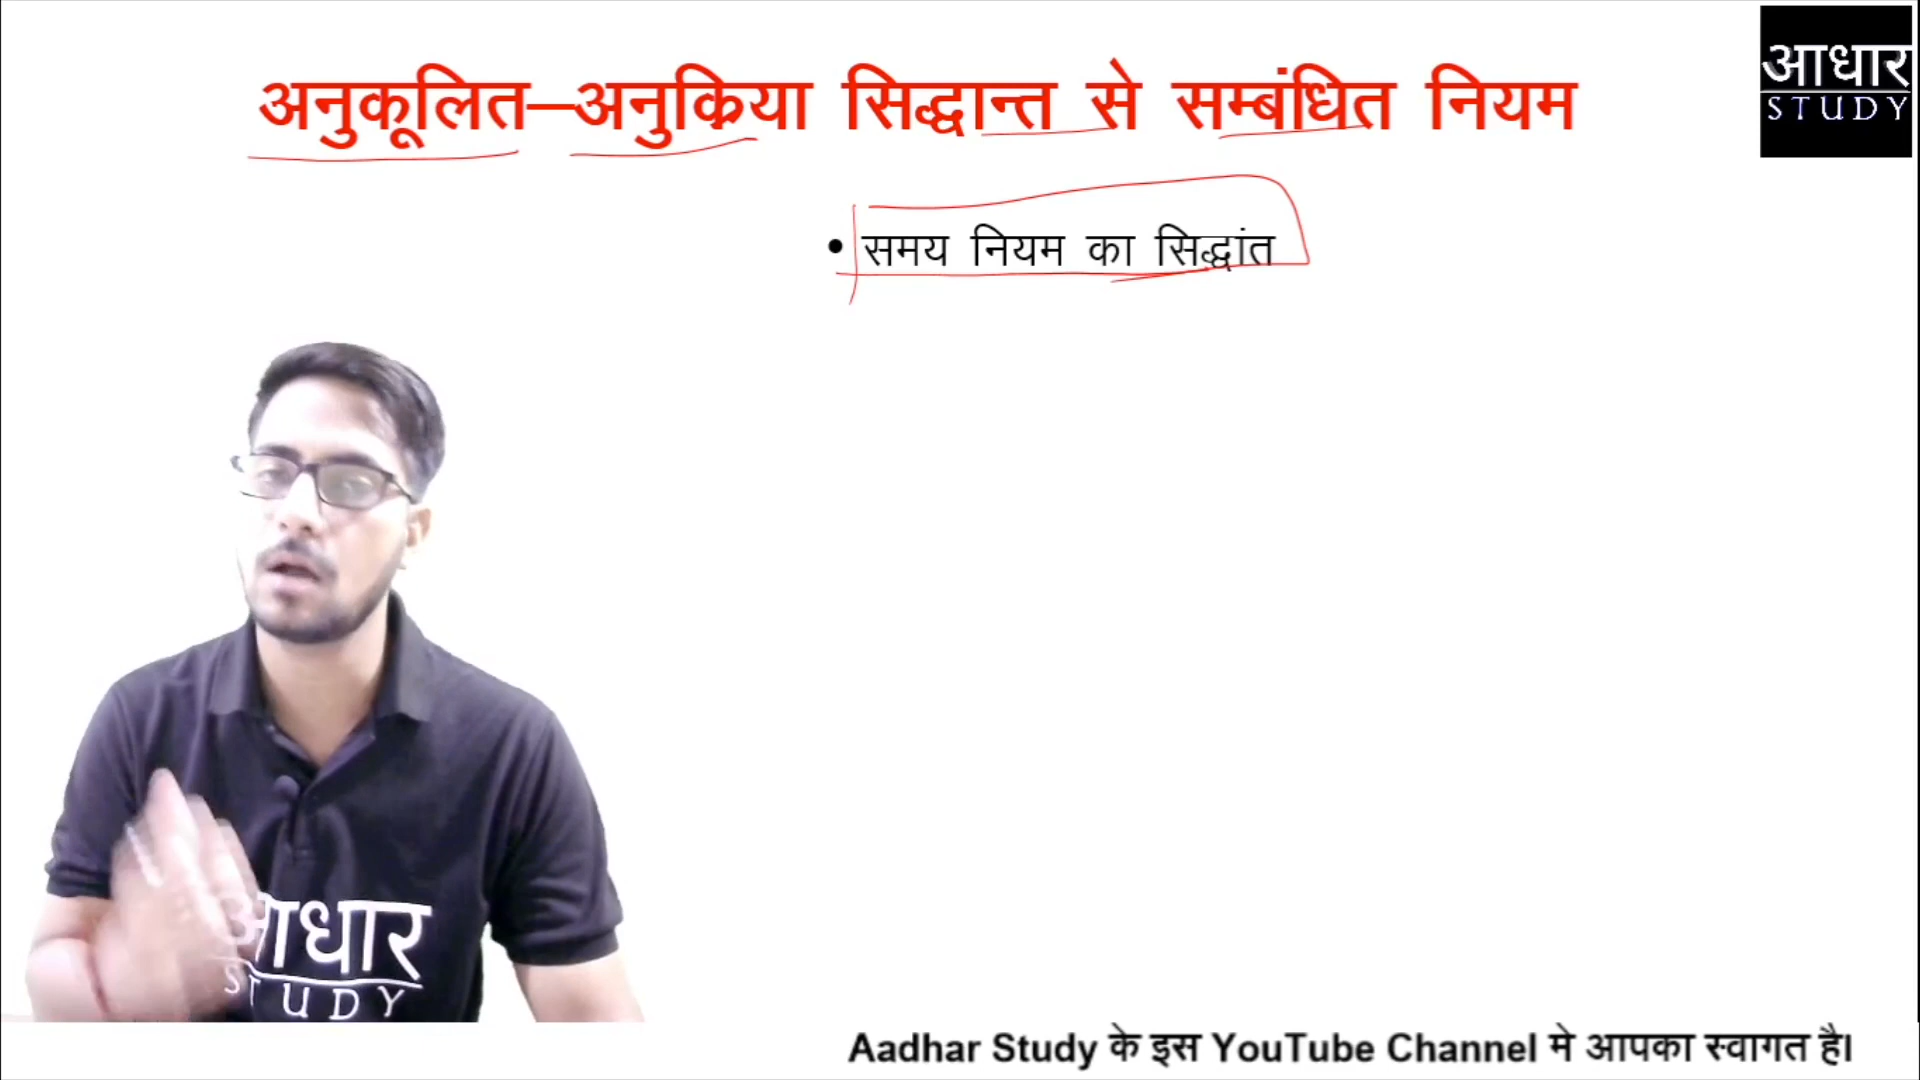 अनुकूलित–अनुक्रिया सिद्धान्त से सम्बंधित नियम
आधार
STUDY
• समय नियम का सिद्धांत
आधार
STUDY
Aadhar Study के इस YouTube Channel मे आपका स्वागत है।